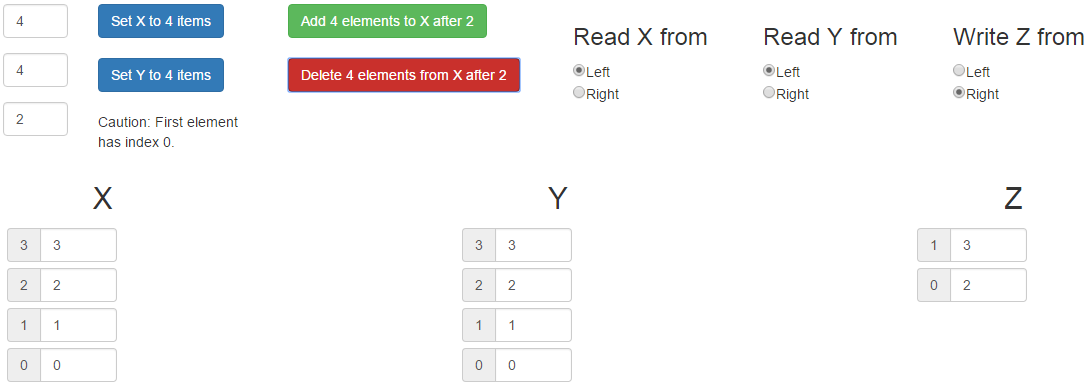 4
Set X to 4 items
Add 4 elements to X after 2
Read X from
Left
Right
Read Y from
Left
Right
Write Z from
Left
Right
4
Set Y to 4 items
Delete 4 elements from X after 2
2
Caution: First element
has index 0.
X
Y
Z
3 3
3 3
1 3
2 2
2 2
0 2
1 1
1 1
0 0
0 0